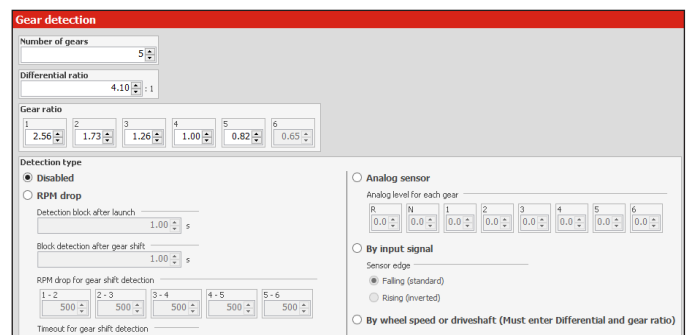 Gear detection
Number of gears
5
Differential ratio
4.10 : 1
Gear ratio
1 2 3 4 5 6
2.56 1.73 1.26 1.00 0.82 0.65
Detection type
Disabled
RPM drop
Detection block after launch
1.00 s
Block detection after gear shift
1.00 s
RPM drop for gear shift detection
1 - 2 2 - 3 3 - 4 4 - 5 5 - 6
500 500 500 500 500
Timeout for gear shift detection
Analog sensor
Analog level for each gear
R N 1 2 3 4 5 6
0.0 0.0 0.0 0.0 0.0 0.0 0.0 0.0
By input signal
Sensor edge
Falling (standard)
Rising (inverted)
By wheel speed or driveshaft (Must enter Differential and gear ratio)